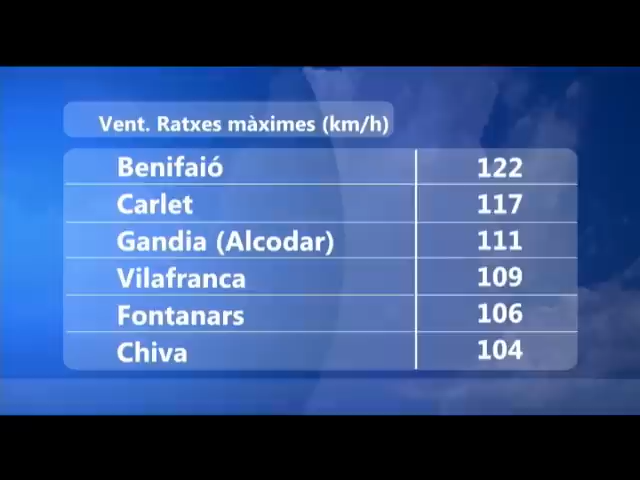 Vent. Ratxes màximes (km/h)
Benifaió 122
Carlet 117
Gandia (Alcodar) 111
Vilafranca 109
Fontanars 106
Chiva 104